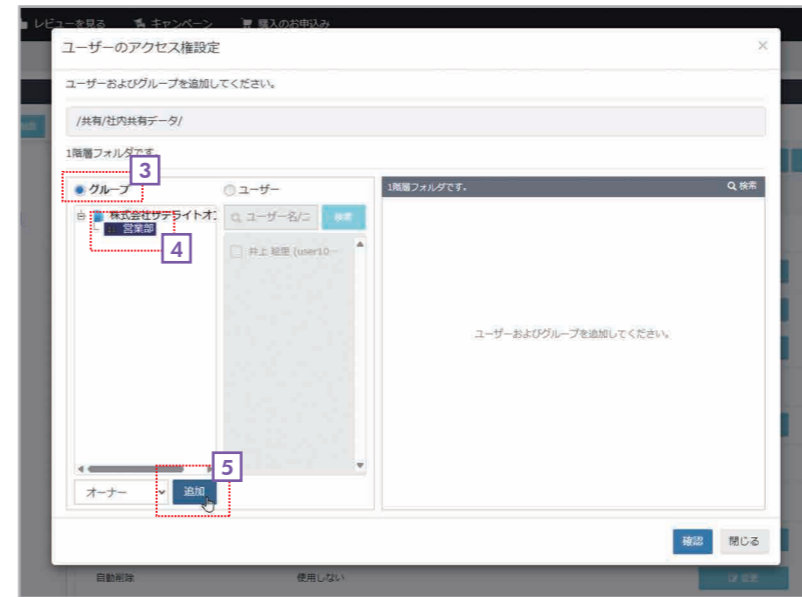 レビューを見る キャンペーン 購入のお申込み
ユーザーのアクセス権設定 ×
ユーザーおよびグループを追加してください。
/共有/社内共有データ/
1階層フォルダです。
3
グループ ユーザー
株式会社サテライトオ
営業部
4
ユーザー名/ニ 検索
井上 (user10…
1階層フォルダです。 検索
ユーザーおよびグループを追加してください。
5
オーナー 追加
確認 閉じる
自動削除 使用しない 変更